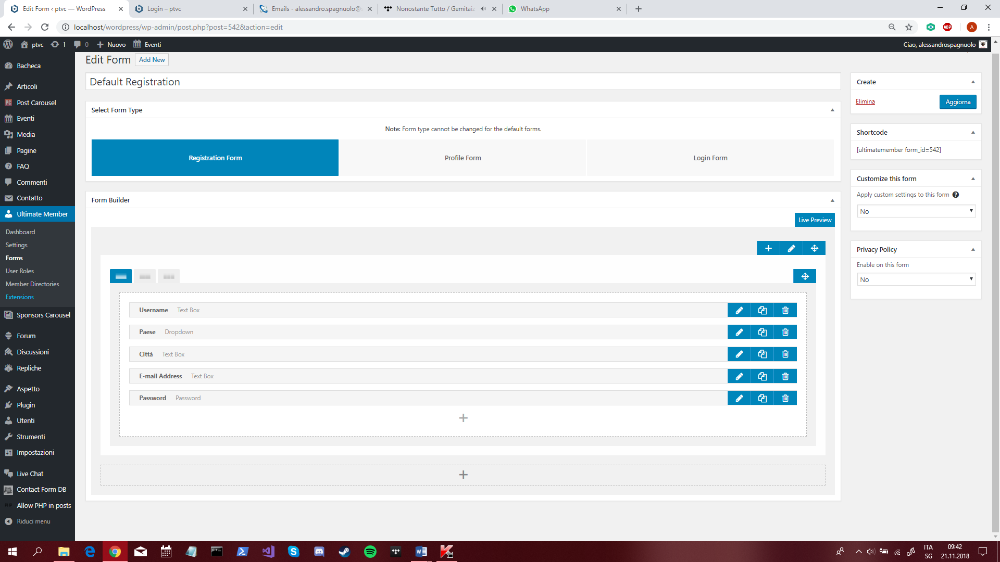 Edit Form ‹ ptvc — WordPress
Login – ptvc
Emails - alessandro.spagnuolo@
Nonostante Tutto / Gemitaiz
WhatsApp
localhost/wordpress/wp-admin/post.php?post=542&action=edit
ABP
A
ptvc
1
0
Nuovo
Eventi
Ciao, alessandrospagnuolo
Bacheca
Articoli
PC
Post Carousel
Eventi
Media
Pagine
FAQ
Commenti
Contatto
Ultimate Member
Dashboard
Settings
Forms
User Roles
Member Directories
Extensions
Sponsors Carousel
Forum
Discussioni
Repliche
Aspetto
Plugin
Utenti
Strumenti
Impostazioni
Live Chat
Contact Form DB
PHP
Allow PHP in posts
Riduci menu
Edit Form
Add New
Default Registration
Select Form Type
Note: Form type cannot be changed for the default forms.
Registration Form
Profile Form
Login Form
Form Builder
Live Preview
Username Text Box
Paese Dropdown
Città Text Box
E-mail Address Text Box
Password Password
Create
Elimina
Aggiorna
Shortcode
[ultimatemember form_id=542]
Customize this form
Apply custom settings to this form
No
Privacy Policy
Enable on this form
No
ITA
SG
09:42
21.11.2018